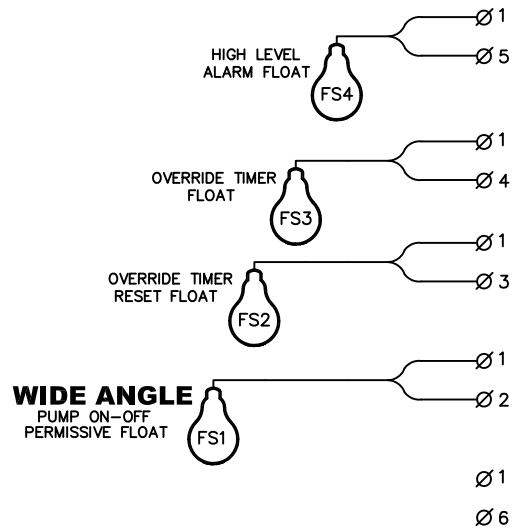 1
HIGH LEVEL
ALARM FLOAT
5
FS4
1
OVERRIDE TIMER
FLOAT
4
FS3
1
OVERRIDE TIMER
RESET FLOAT
3
FS2
1
WIDE ANGLE
PUMP ON-OFF
PERMISSIVE FLOAT
2
FS1
1
6